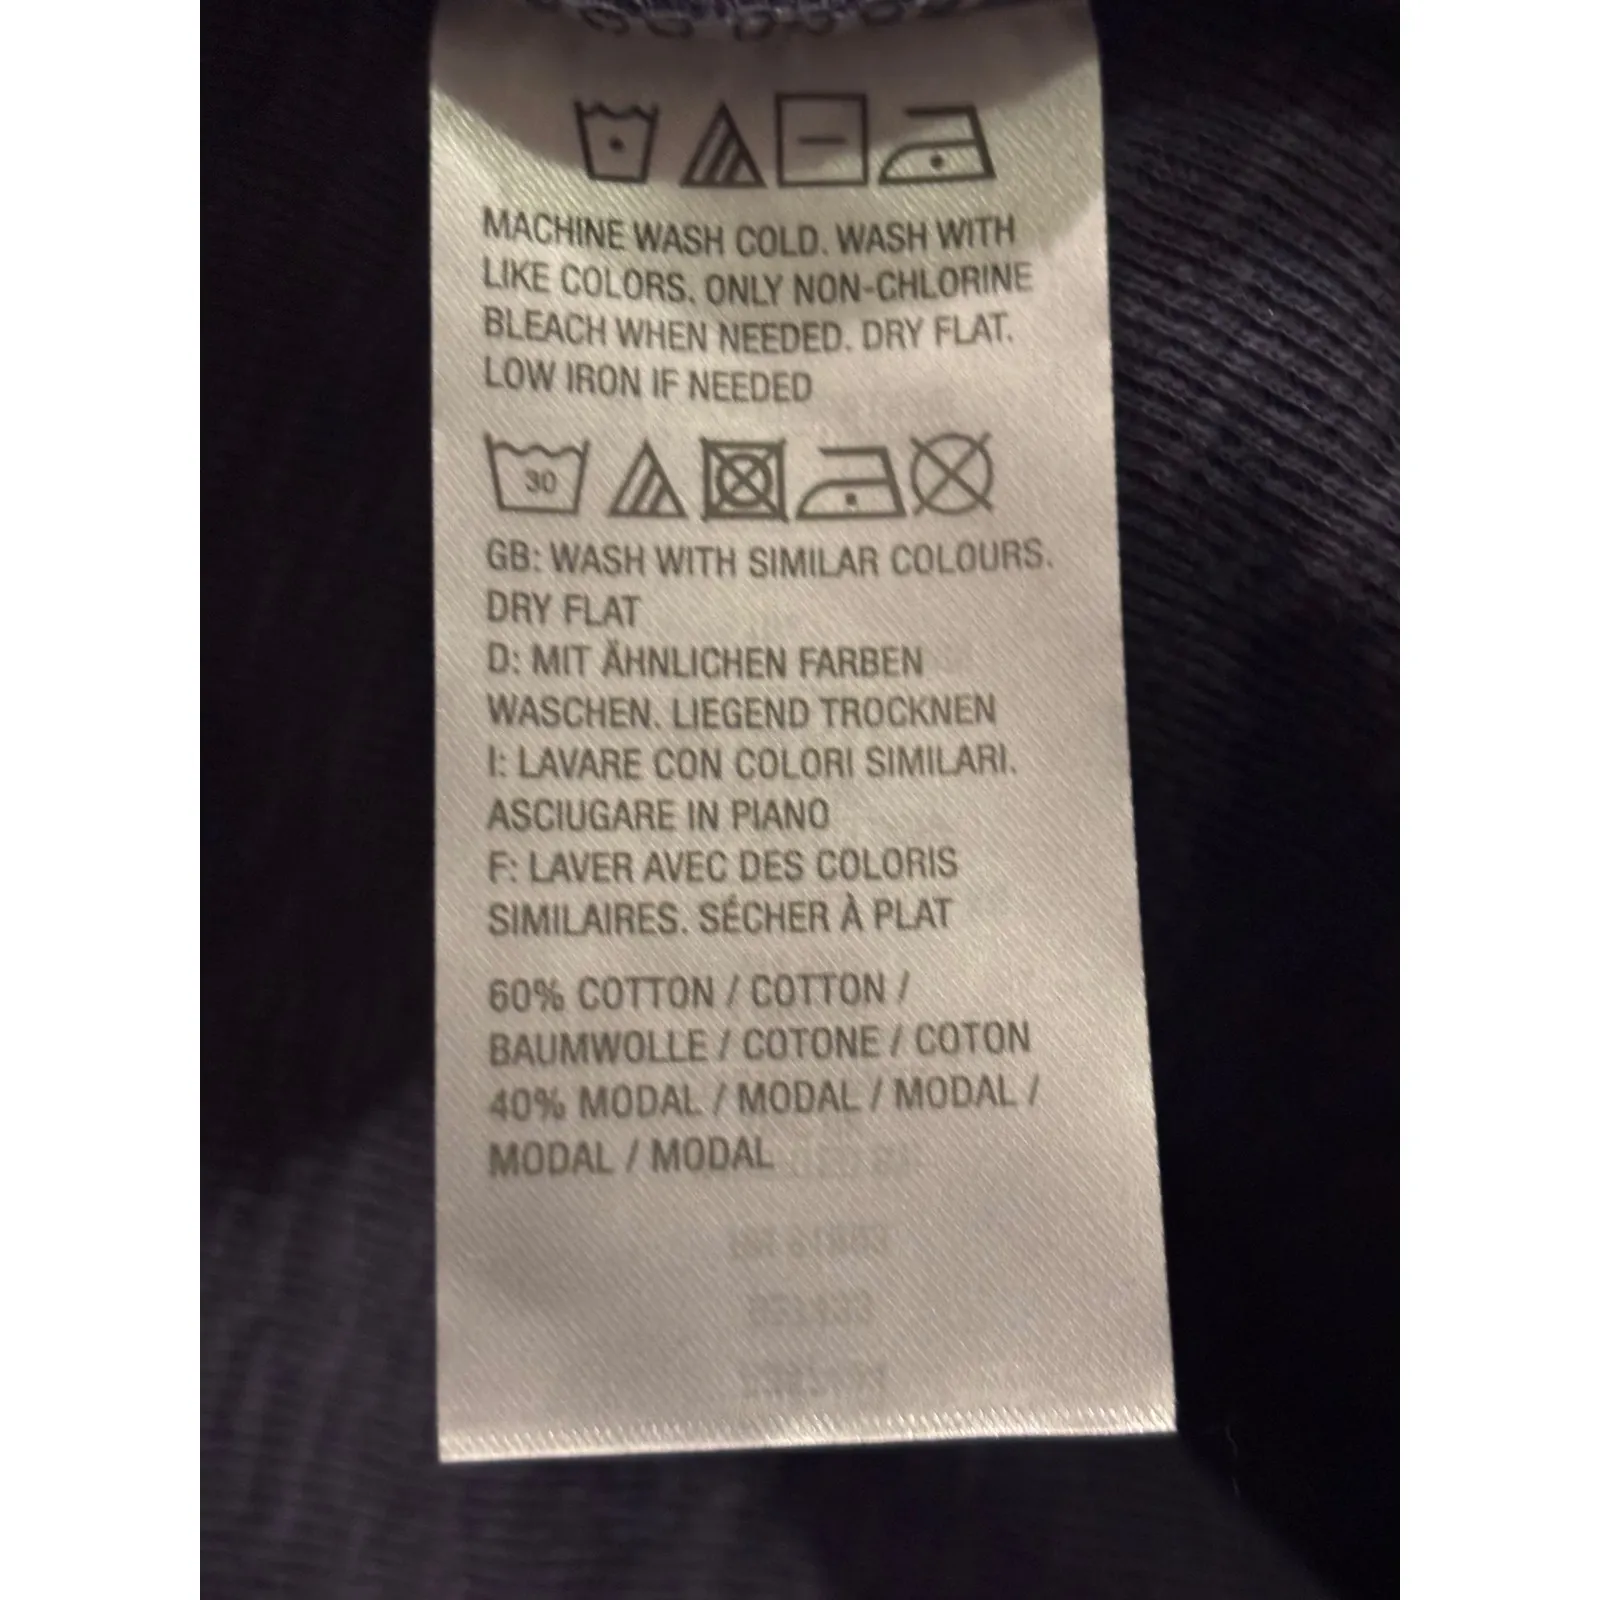 MACHINE WASH COLD. WASH WITH
LIKE COLORS. ONLY NON-CHLORINE
BLEACH WHEN NEEDED. DRY FLAT.
LOW IRON IF NEEDED
30
GB: WASH WITH SIMILAR COLOURS.
DRY FLAT
D: MIT ÄHNLICHEN FARBEN
WASCHEN. LIEGEND TROCKNEN
I: LAVARE CON COLORI SIMILARI.
ASCIUGARE IN PIANO
F: LAVER AVEC DES COLORIS
SIMILAIRES. SÉCHER À PLAT
60% COTTON / COTTON /
BAUMWOLLE / COTONE / COTON
40% MODAL / MODAL / MODAL /
MODAL / MODAL